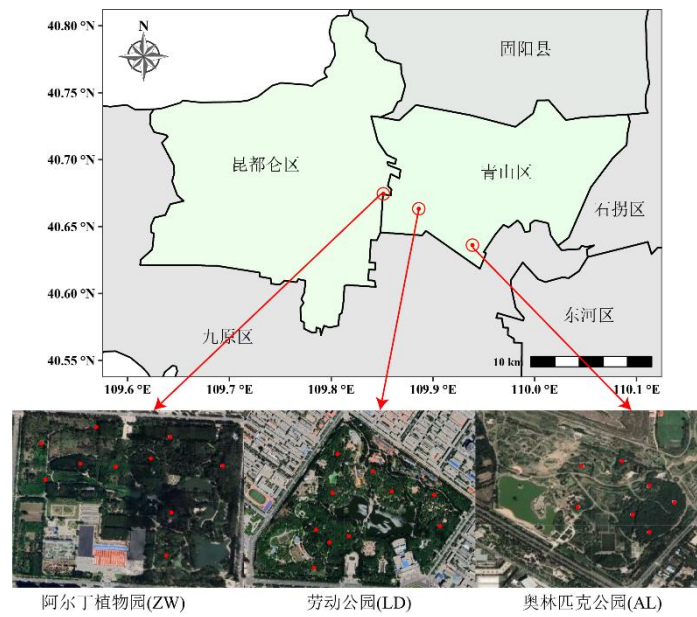 40.80 °N
N
固阳县
40.75 °N
40.70 °N
昆都仑区
青山区
石拐区
40.65 °N
40.60 °N
九原区
东河区
40.55 °N
10 km
109.6 °E
109.7 °E
109.8 °E
109.9 °E
110.0 °E
110.1 °E
阿尔丁植物园(ZW)
劳动公园(LD)
奥林匹克公园(AL)